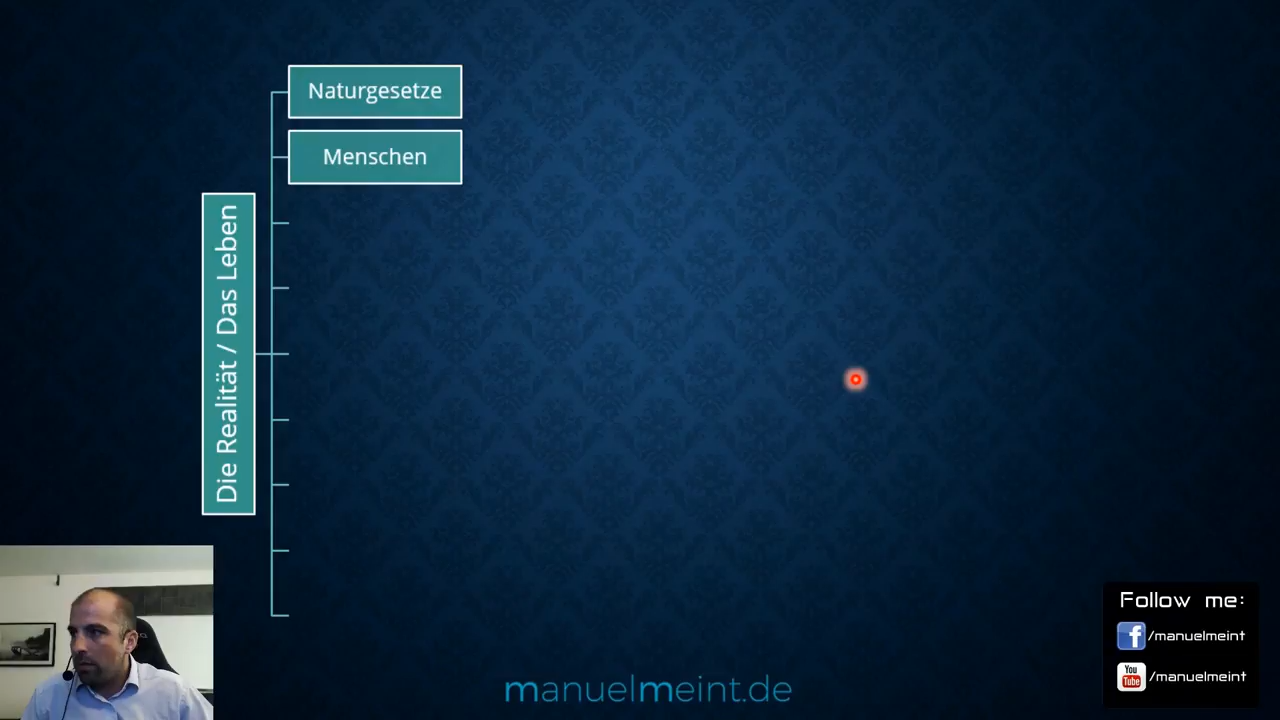 Naturgesetze
Menschen
Die Realität / Das Leben
Follow me:
/manuelmeint
You Tube /manuelmeint
manuelmeint.de